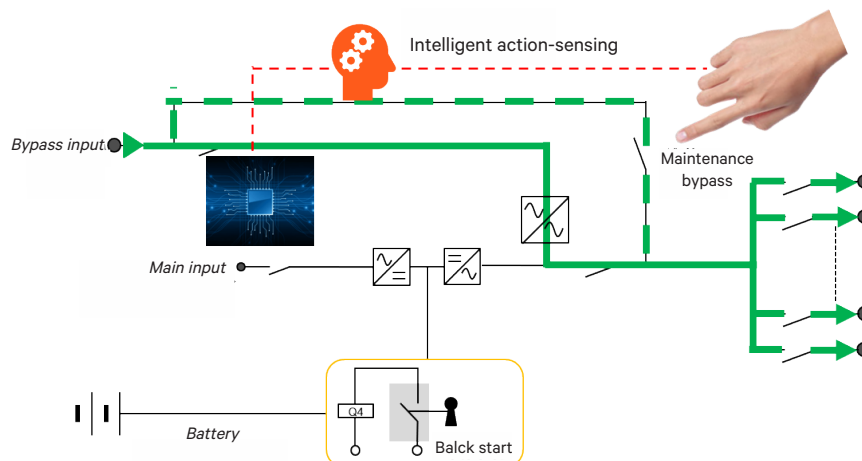 Intelligent action-sensing
Bypass input
Maintenance
bypass
Main input
Q4
Battery
Balck start